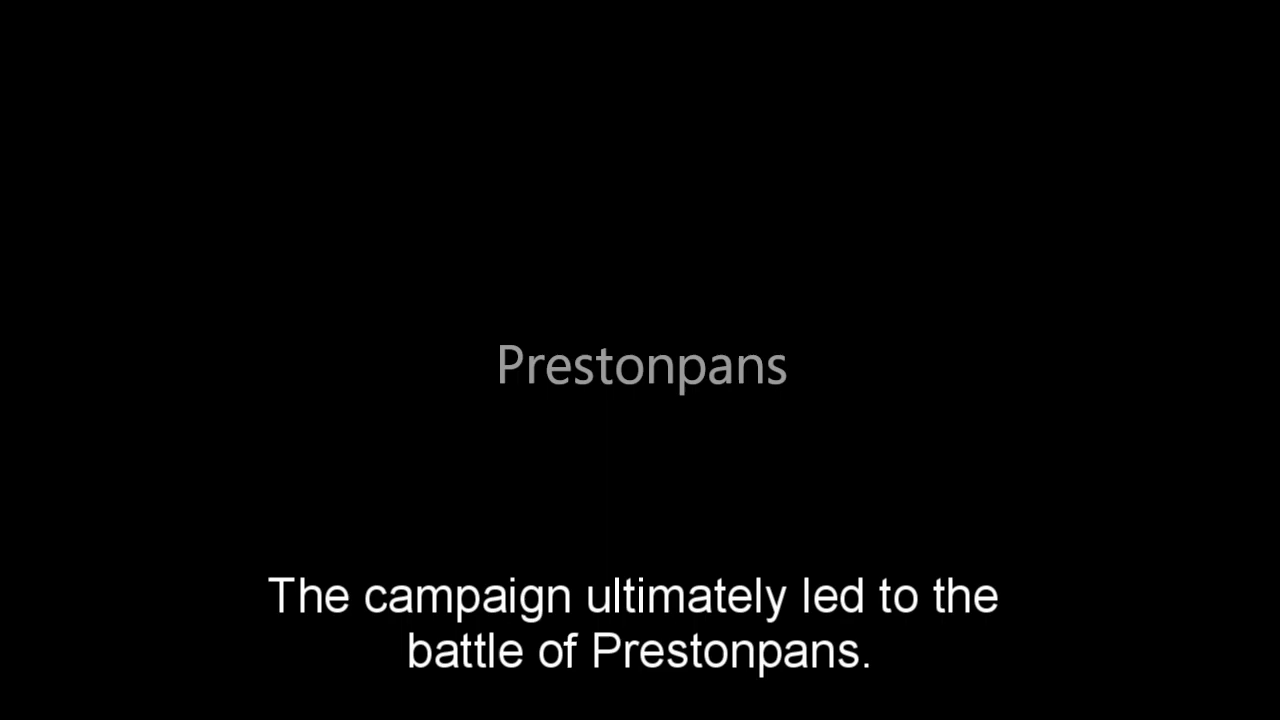 Prestonpans
The campaign ultimately led to the
battle of Prestonpans.